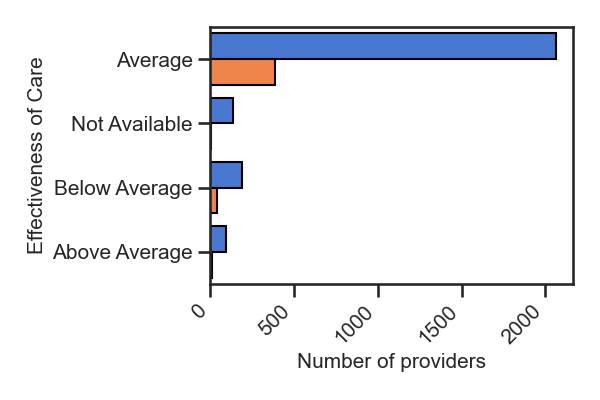 Effectiveness of Care
Average
Not Available
Below Average
Above Average
0
500
1000
1500
2000
Number of providers